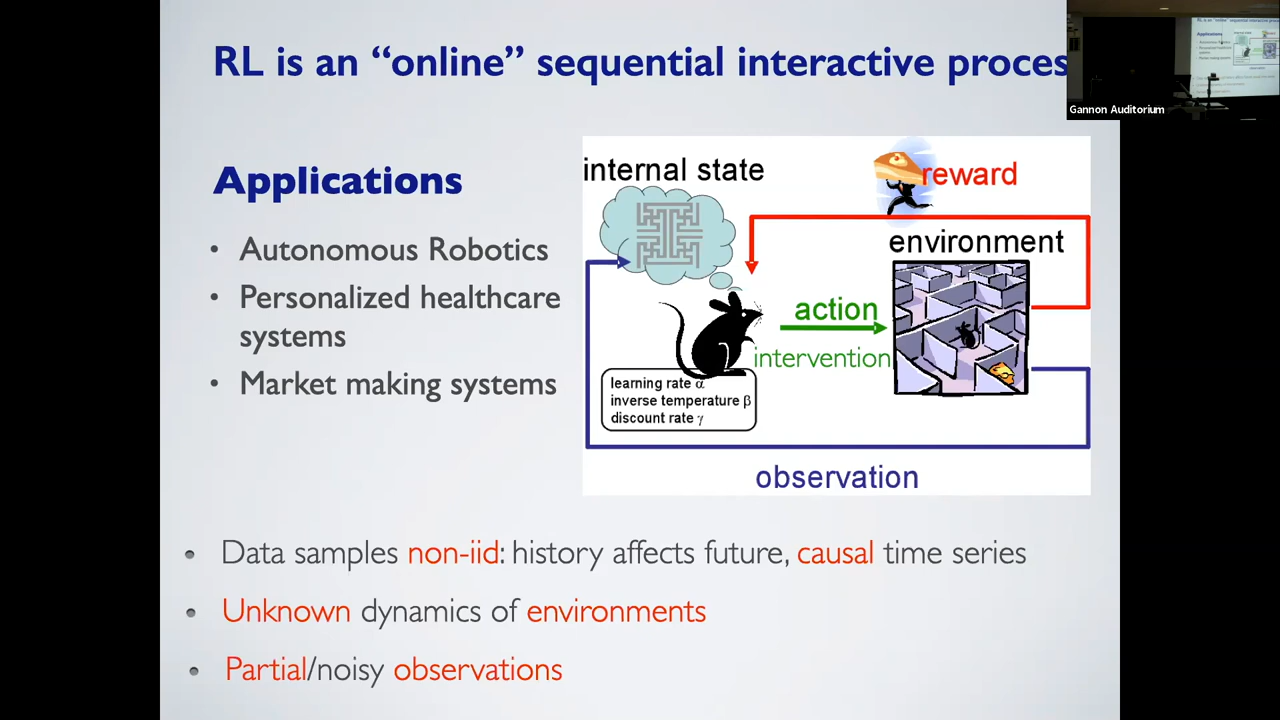 RL is an “online” sequential interactive proces
Gannon Auditorium
Applications
• Autonomous Robotics
• Personalized healthcare
systems
• Market making systems
internal state
reward
environment
action
intervention
learning rate α
inverse temperature β
discount rate γ
observation
• Data samples non-iid: history affects future, causal time series
• Unknown dynamics of environments
• Partial/noisy observations